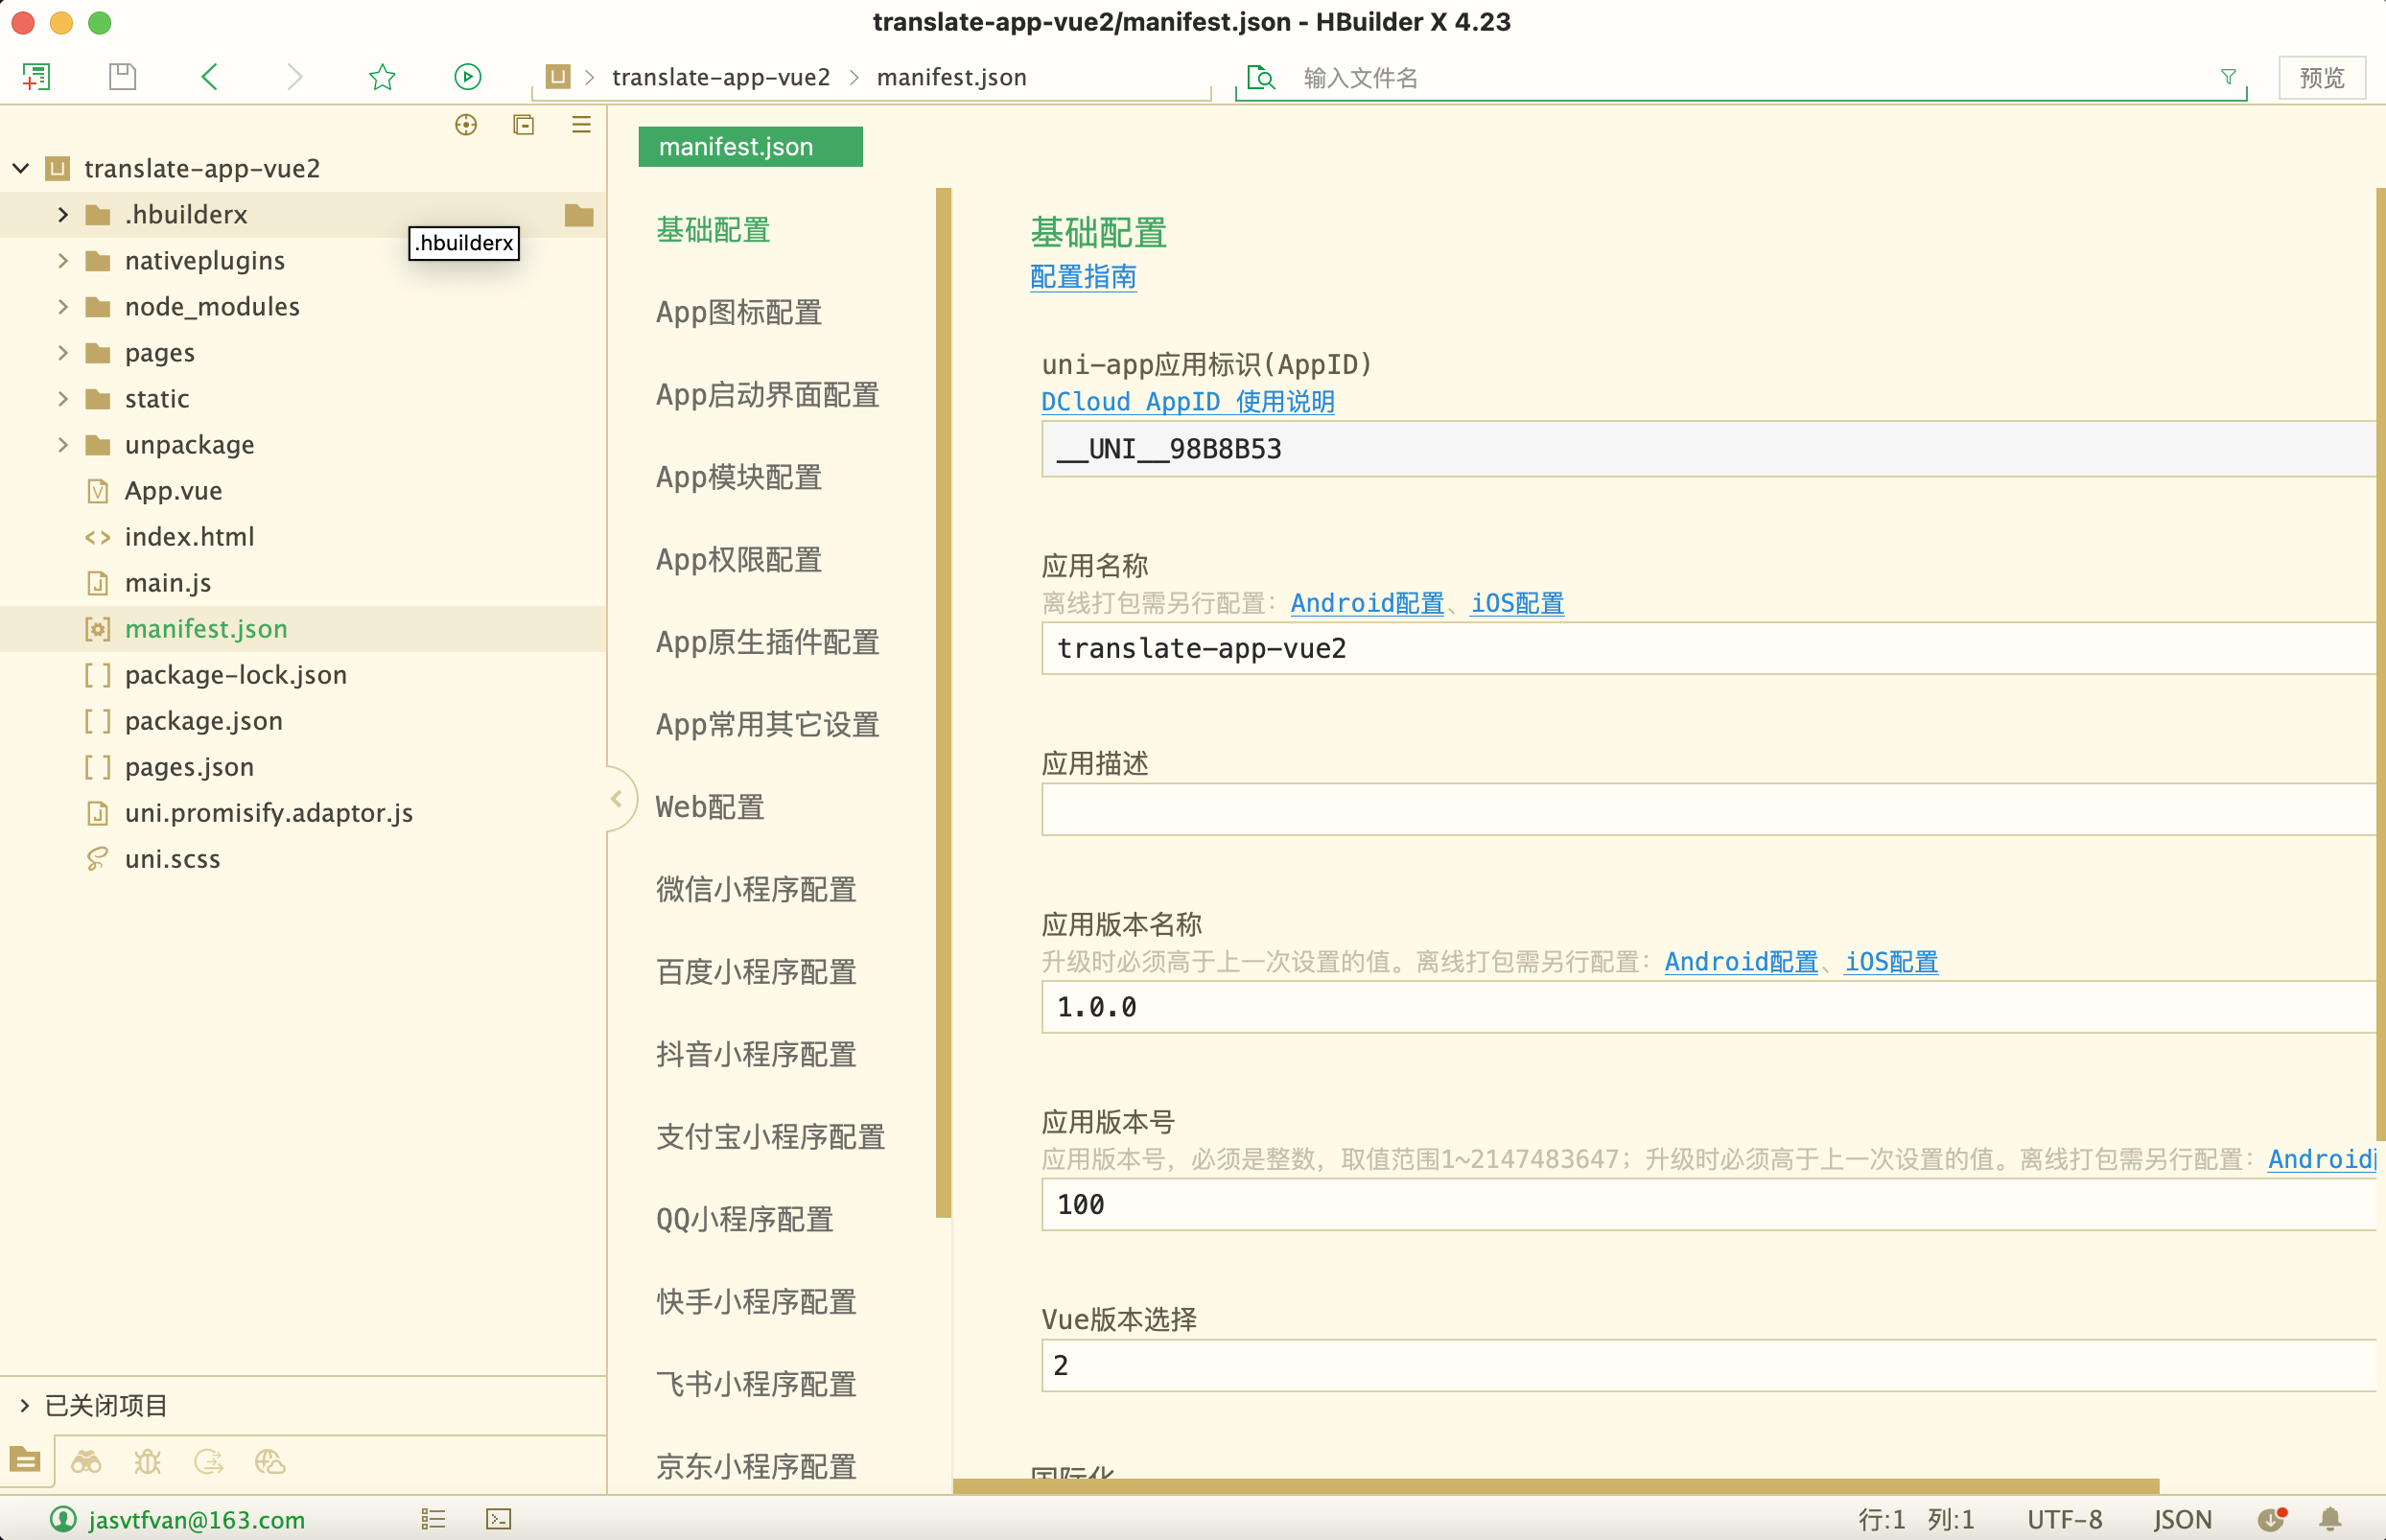 translate-app-vue2/manifest.json - HBuilder X 4.23
translate-app-vue2
manifest.json
输入文件名
预览
translate-app-vue2
.hbuilderx
.hbuilderx
nativeplugins
node_modules
pages
static
unpackage
App.vue
index.html
main.js
manifest.json
package-lock.json
package.json
pages.json
uni.promisify.adaptor.js
uni.scss
已关闭项目
manifest.json
基础配置
App图标配置
App启动界面配置
App模块配置
App权限配置
App原生插件配置
App常用其它设置
Web配置
微信小程序配置
百度小程序配置
抖音小程序配置
支付宝小程序配置
QQ小程序配置
快手小程序配置
飞书小程序配置
京东小程序配置
基础配置
配置指南
uni-app应用标识(AppID)
DCloud AppID 使用说明
__UNI__98B8B53
应用名称
离线打包需另行配置：Android配置、iOS配置
translate-app-vue2
应用描述
应用版本名称
升级时必须高于上一次设置的值。离线打包需另行配置：Android配置、iOS配置
1.0.0
应用版本号
应用版本号，必须是整数，取值范围1~2147483647；升级时必须高于上一次设置的值。离线打包需另行配置：Android
100
Vue版本选择
2
国际化
jasvtfvan@163.com
行:1 列:1
UTF-8
JSON